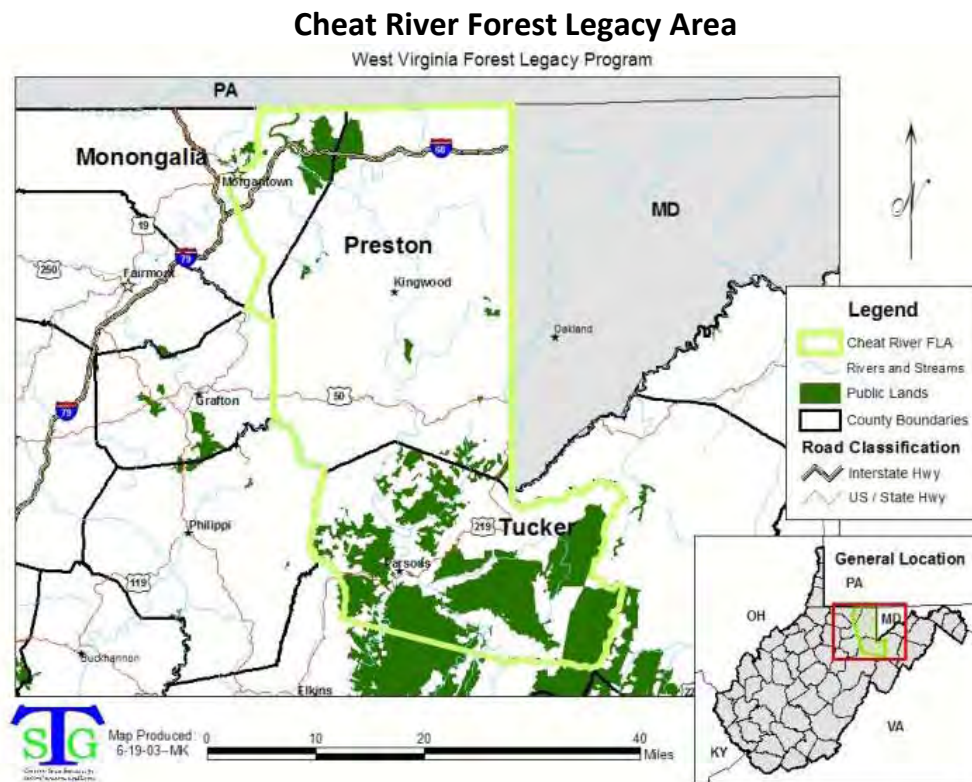 Cheat River Forest Legacy Area
West Virginia Forest Legacy Program
PA
Monongalia
68
Morgantown
MD
19
Preston
79
250
Fairmont
Kingwood
Oakland
Legend
Cheat River FLA
Rivers and Streams
Public Lands
County Boundaries
Road Classification
Interstate Hwy
US / State Hwy
50
79
Grafton
219
Tucker
Philippi
119
Parsons
Buckhannon
Elkins
General Location
PA
OH
MD
VA
KY
STG
Map Produced:
6-19-03--MK
0 10 20 40
Miles